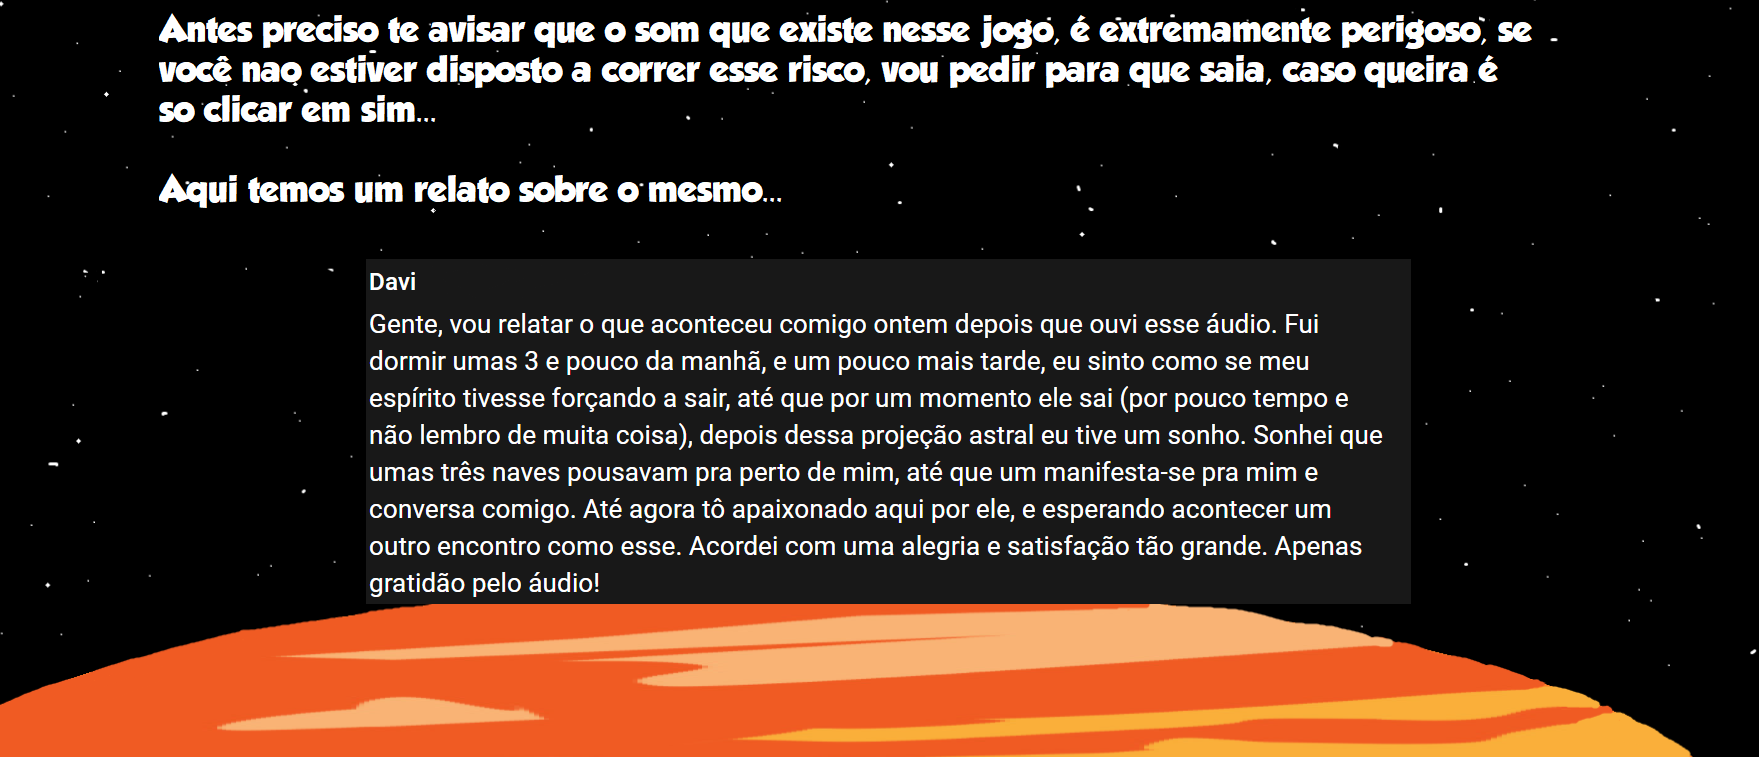 Antes preciso te avisar que o som que existe nesse jogo, é extremamente perigoso, se
você nao estiver disposto a correr esse risco, vou pedir para que saia, caso queira é
so clicar em sim...
Aqui temos um relato sobre o mesmo...
Davi
Gente, vou relatar o que aconteceu comigo ontem depois que ouvi esse áudio. Fui
dormir umas 3 e pouco da manhã, e um pouco mais tarde, eu sinto como se meu
espírito tivesse forçando a sair, até que por um momento ele sai (por pouco tempo e
não lembro de muita coisa), depois dessa projeção astral eu tive um sonho. Sonhei que
umas três naves pousavam pra perto de mim, até que um manifesta-se pra mim e
conversa comigo. Até agora tô apaixonado aqui por ele, e esperando acontecer um
outro encontro como esse. Acordei com uma alegria e satisfação tão grande. Apenas
gratidão pelo áudio!